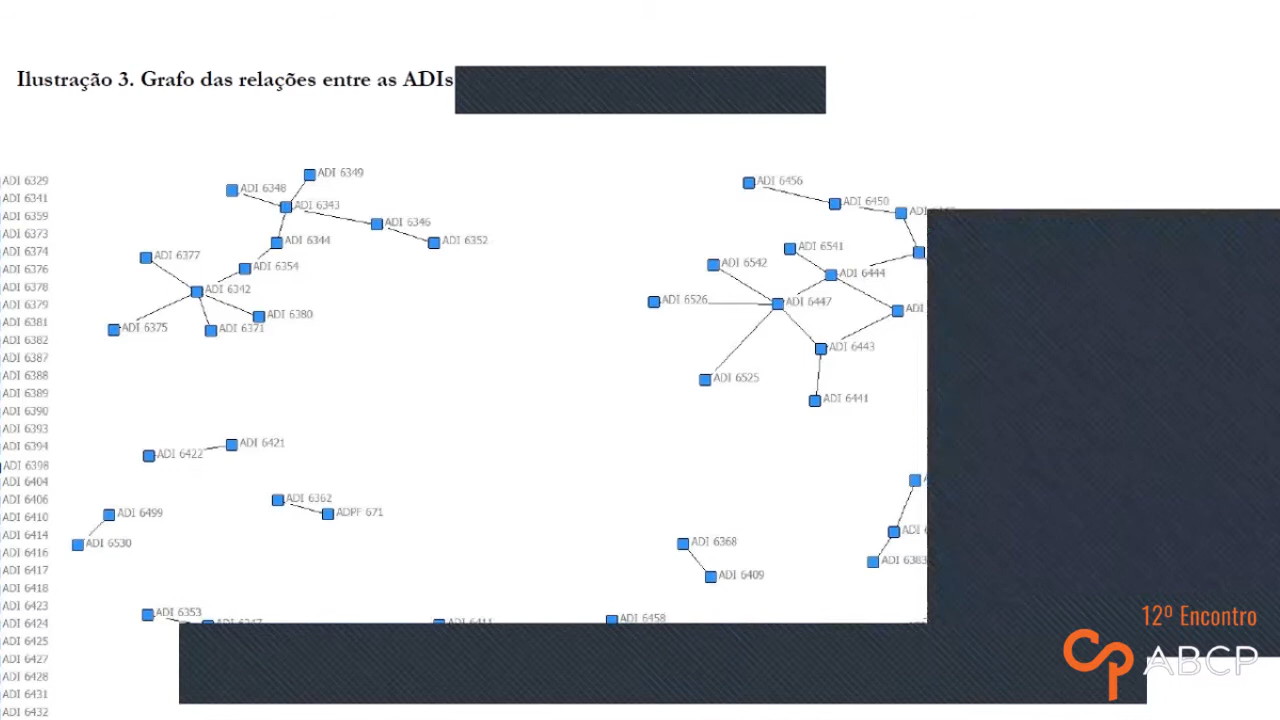 Ilustração 3. Grafo das relações entre as ADIs
ADI 6329
ADI 6341
ADI 6359
ADI 6373
ADI 6374
ADI 6376
ADI 6378
ADI 6379
ADI 6381
ADI 6382
ADI 6387
ADI 6388
ADI 6389
ADI 6390
ADI 6393
ADI 6394
ADI 6398
ADI 6404
ADI 6406
ADI 6410
ADI 6414
ADI 6416
ADI 6417
ADI 6418
ADI 6423
ADI 6424
ADI 6425
ADI 6427
ADI 6428
ADI 6431
ADI 6432
ADI 6349
ADI 6348
ADI 6343
ADI 6346
ADI 6344
ADI 6352
ADI 6377
ADI 6354
ADI 6342
ADI 6380
ADI 6375
ADI 6371
ADI 6421
ADI 6422
ADI 6362
ADPF 671
ADI 6499
ADI 6530
ADI 6353
ADI 6456
ADI 6450
ADI
ADI 6541
ADI 6542
ADI 6444
ADI 6526
ADI 6447
ADI
ADI 6443
ADI 6525
ADI 6441
ADI 6368
ADI 6409
ADI
ADI 6383
ADI 6458
12º Encontro
ABCP